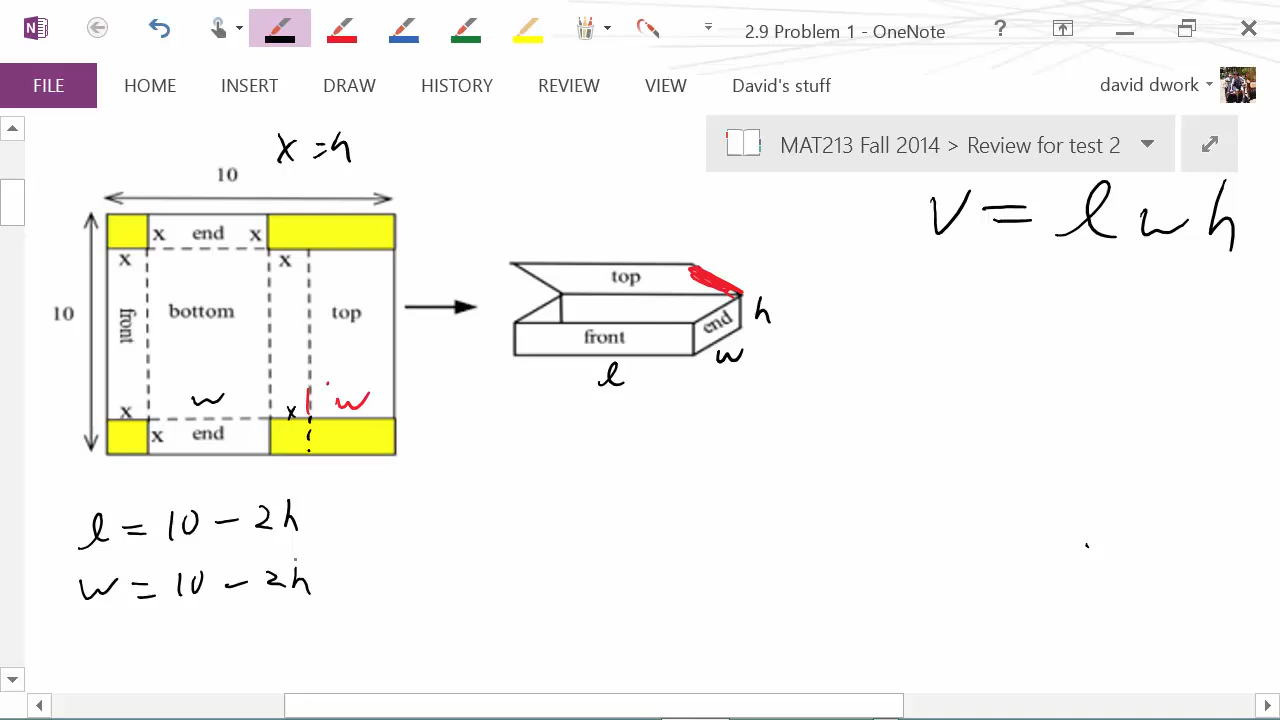 2.9 Problem 1 - OneNote
?
FILE
HOME
INSERT
DRAW
HISTORY
REVIEW
VIEW
David's stuff
david dwork
MAT213 Fall 2014 > Review for test 2
x = h
V = l w h
10
x end x
x x
10
front
bottom
top
w
x x w
x end
top
front
end
h
w
l
l = 10 - 2h
w = 10 - 2h